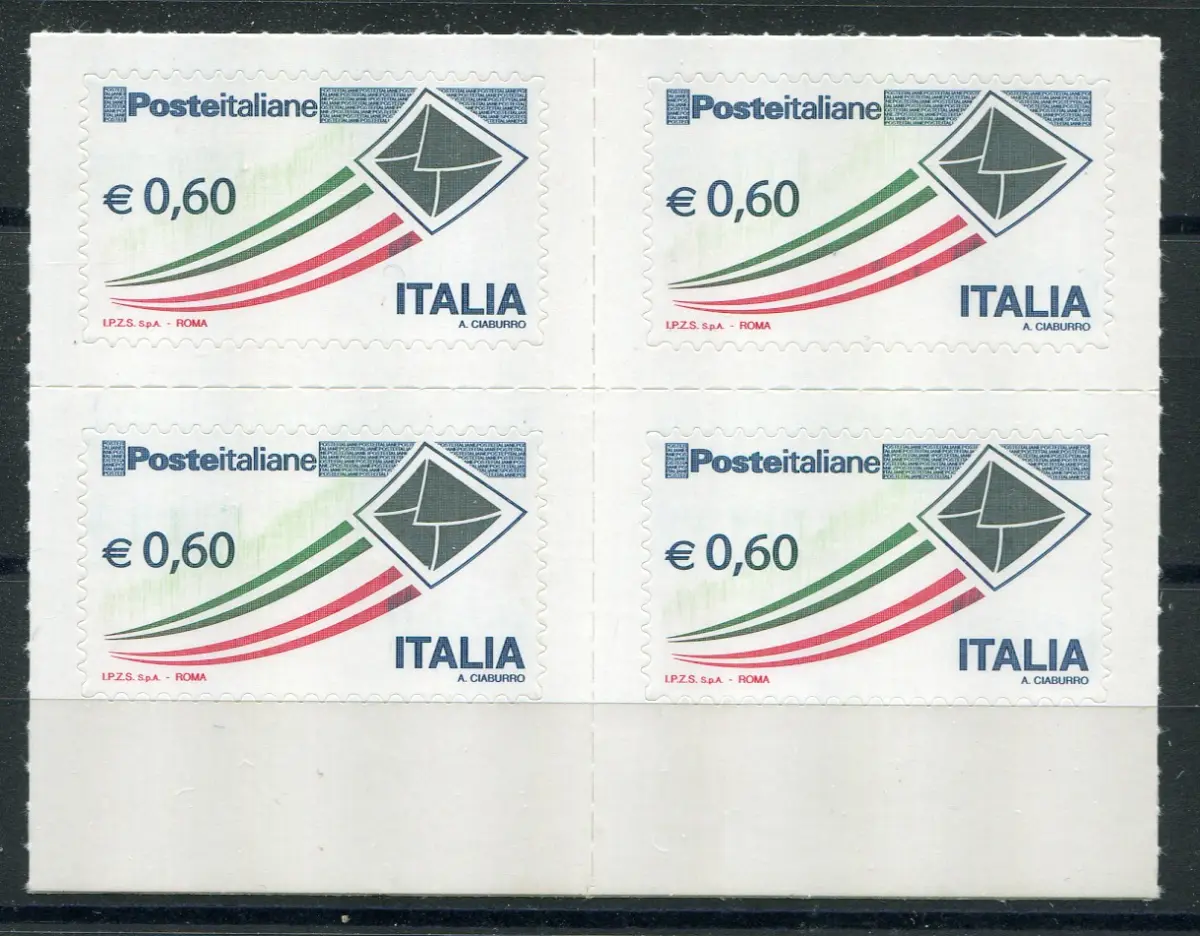 Posteitaliane
€ 0,60
ITALIA
I.P.Z.S. S.p.A. - ROMA
A. CIABURRO
Posteitaliane
€ 0,60
ITALIA
I.P.Z.S. S.p.A. - ROMA
A. CIABURRO
Posteitaliane
€ 0,60
ITALIA
I.P.Z.S. S.p.A. - ROMA
A. CIABURRO
Posteitaliane
€ 0,60
ITALIA
I.P.Z.S. S.p.A. - ROMA
A. CIABURRO